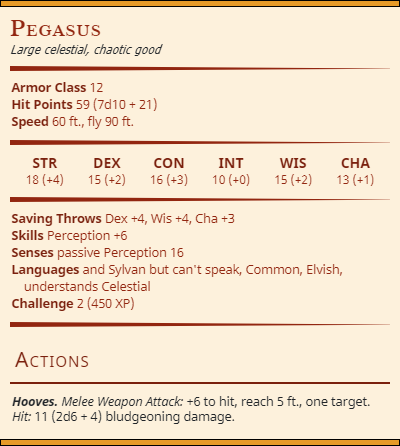 Pegasus
Large celestial, chaotic good
Armor Class 12
Hit Points 59 (7d10 + 21)
Speed 60 ft., fly 90 ft.
STR DEX CON INT WIS CHA
18 (+4) 15 (+2) 16 (+3) 10 (+0) 15 (+2) 13 (+1)
Saving Throws Dex +4, Wis +4, Cha +3
Skills Perception +6
Senses passive Perception 16
Languages and Sylvan but can't speak, Common, Elvish,
understands Celestial
Challenge 2 (450 XP)
Actions
Hooves. Melee Weapon Attack: +6 to hit, reach 5 ft., one target.
Hit: 11 (2d6 + 4) bludgeoning damage.